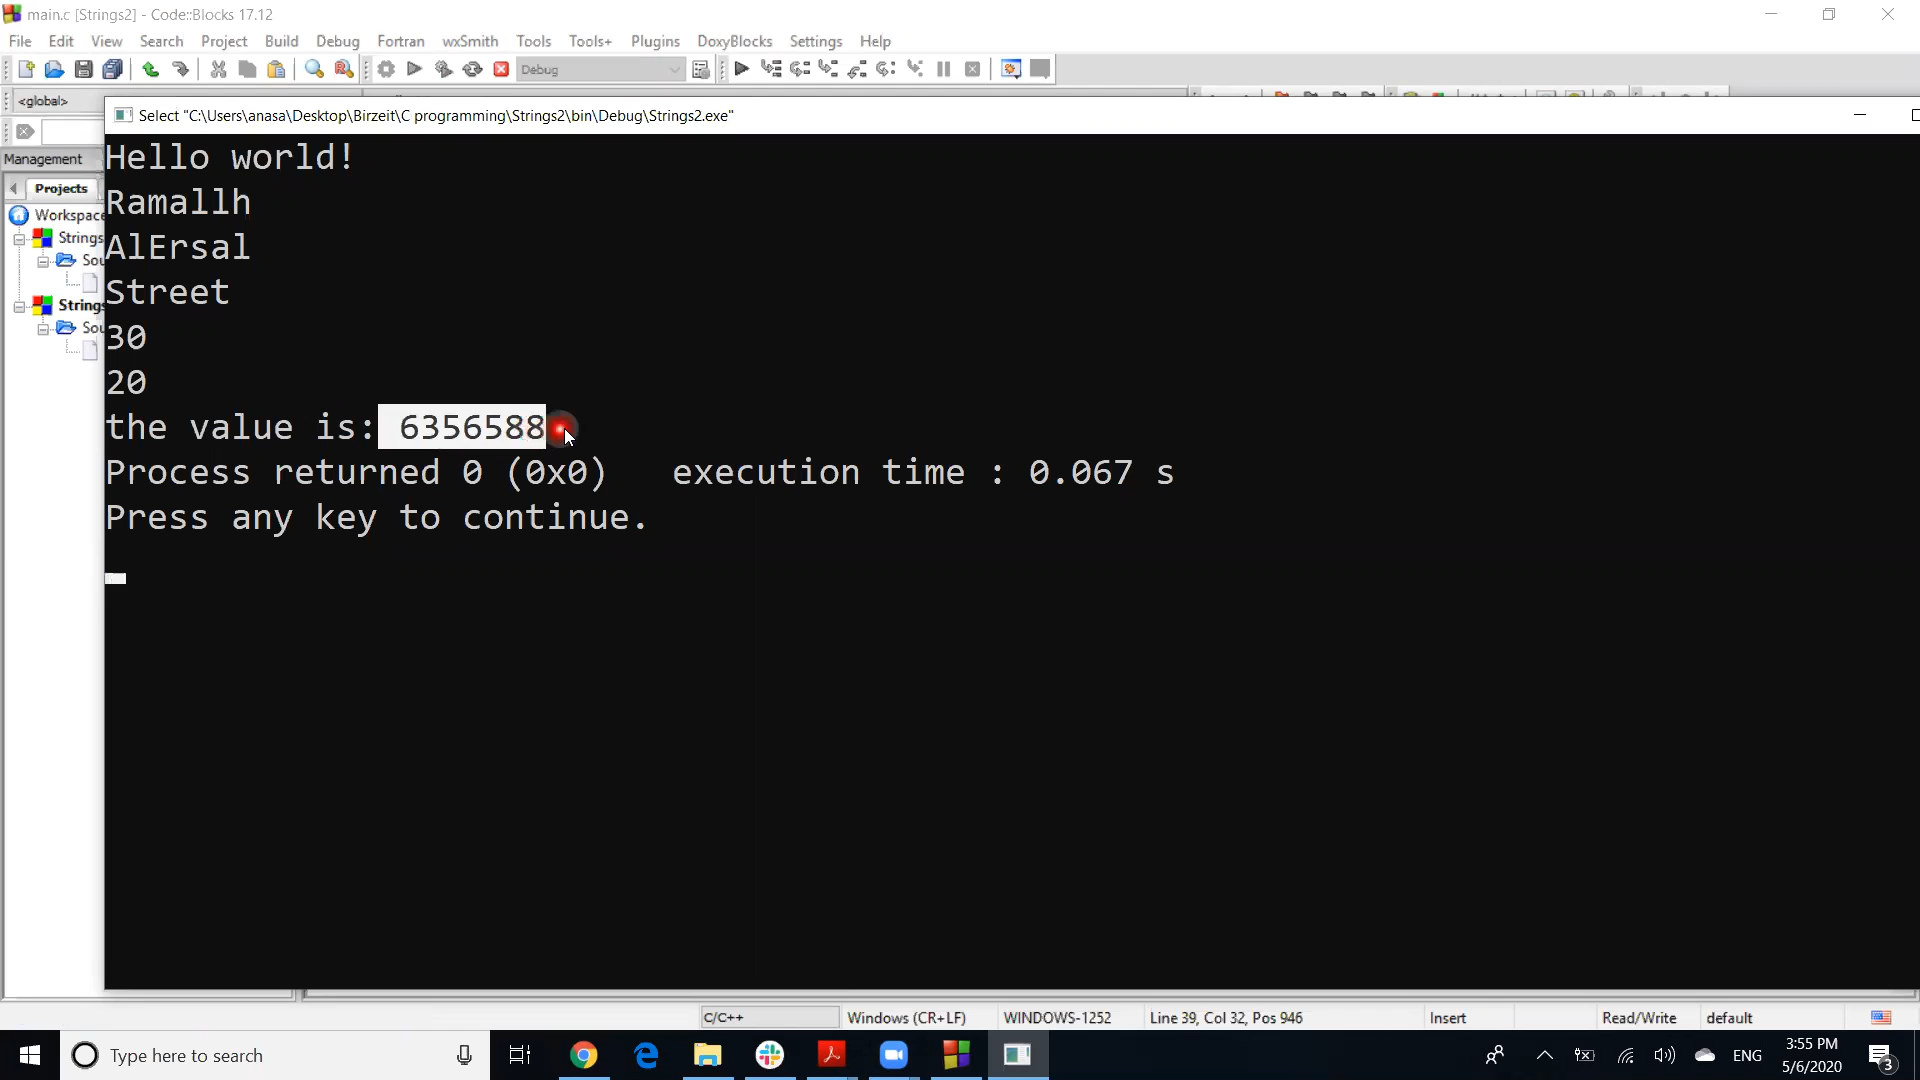 main.c [Strings2] - Code::Blocks 17.12
File Edit View Search Project Build Debug Fortran wxSmith Tools Tools+ Plugins DoxyBlocks Settings Help
Debug
<global>
Select "C:\Users\anasa\Desktop\Birzeit\C programming\Strings2\bin\Debug\Strings2.exe"
Management
Projects
Workspace
Strings
Sou
Strings
Sou
Hello world!
Ramallh
AlErsal
Street
30
20
the value is: 6356588
Process returned 0 (0x0)   execution time : 0.067 s
Press any key to continue.
C/C++ Windows (CR+LF) WINDOWS-1252 Line 39, Col 32, Pos 946 Insert Read/Write default
Type here to search
ENG
3:55 PM
5/6/2020
3